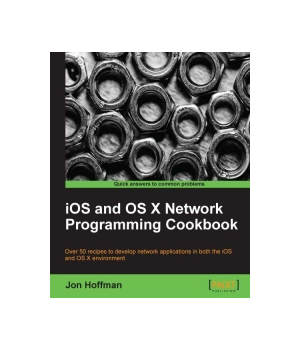 Quick answers to common problems
iOS and OS X Network
Programming Cookbook
Over 50 recipes to develop network applications in both the iOS
and OS X environment
Jon Hoffman